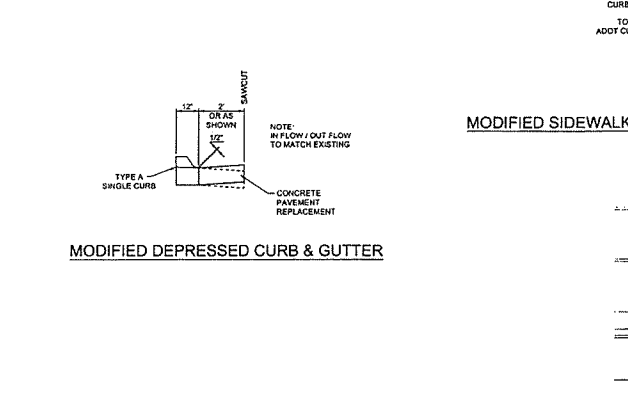 CURB
TO
ADOT CU
SAWCUT
12" 2'
OR AS
SHOWN
1/2"
NOTE:
IN FLOW / OUT FLOW
TO MATCH EXISTING
MODIFIED SIDEWALK
TYPE A
SINGLE CURB
CONCRETE
PAVEMENT
REPLACEMENT
MODIFIED DEPRESSED CURB & GUTTER